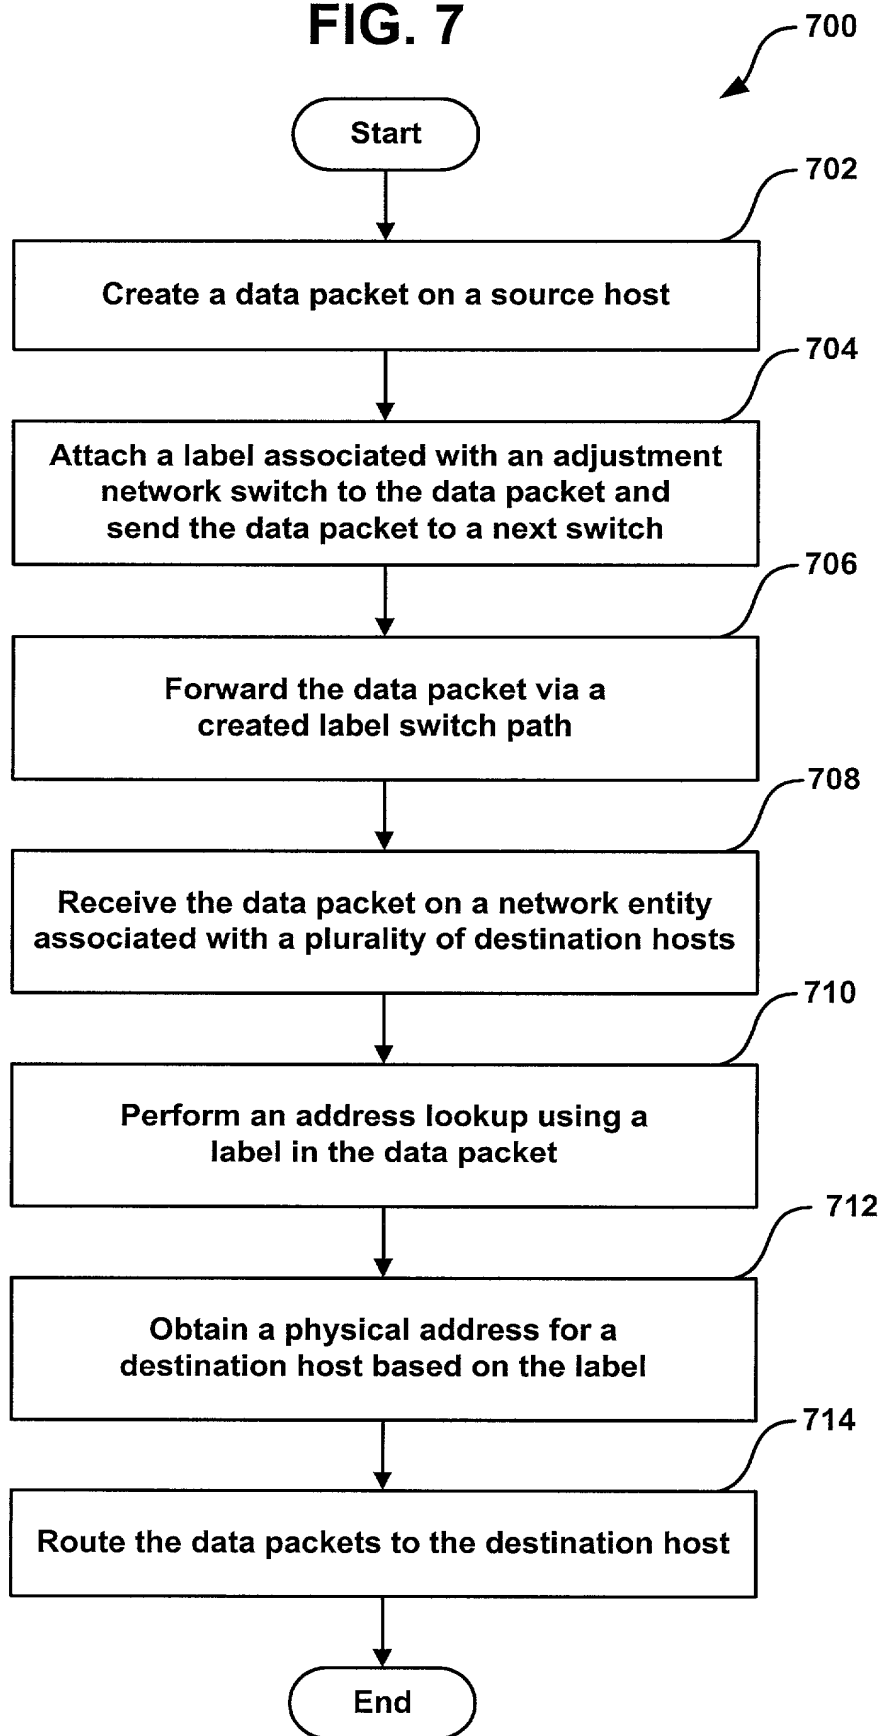 FIG. 7
700
Start
702
Create a data packet on a source host
704
Attach a label associated with an adjustment
network switch to the data packet and
send the data packet to a next switch
706
Forward the data packet via a
created label switch path
708
Receive the data packet on a network entity
associated with a plurality of destination hosts
710
Perform an address lookup using a
label in the data packet
712
Obtain a physical address for a
destination host based on the label
714
Route the data packets to the destination host
End